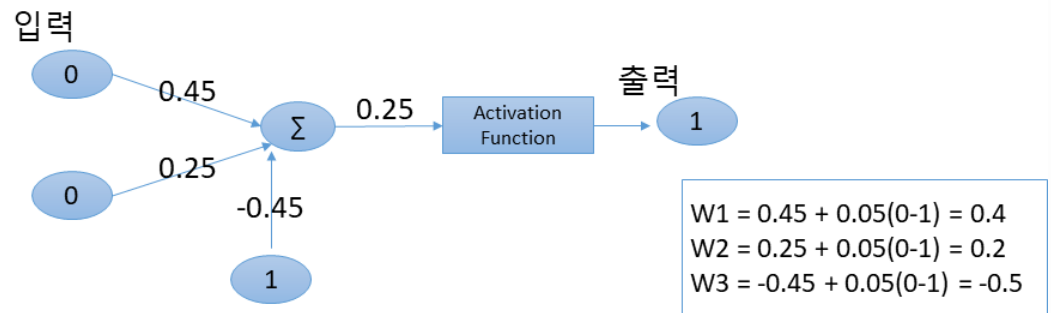 입력
0
0.45
0
0.25
-0.45
1
Σ
0.25
Activation
Function
출력
1
W1 = 0.45 + 0.05(0-1) = 0.4
W2 = 0.25 + 0.05(0-1) = 0.2
W3 = -0.45 + 0.05(0-1) = -0.5